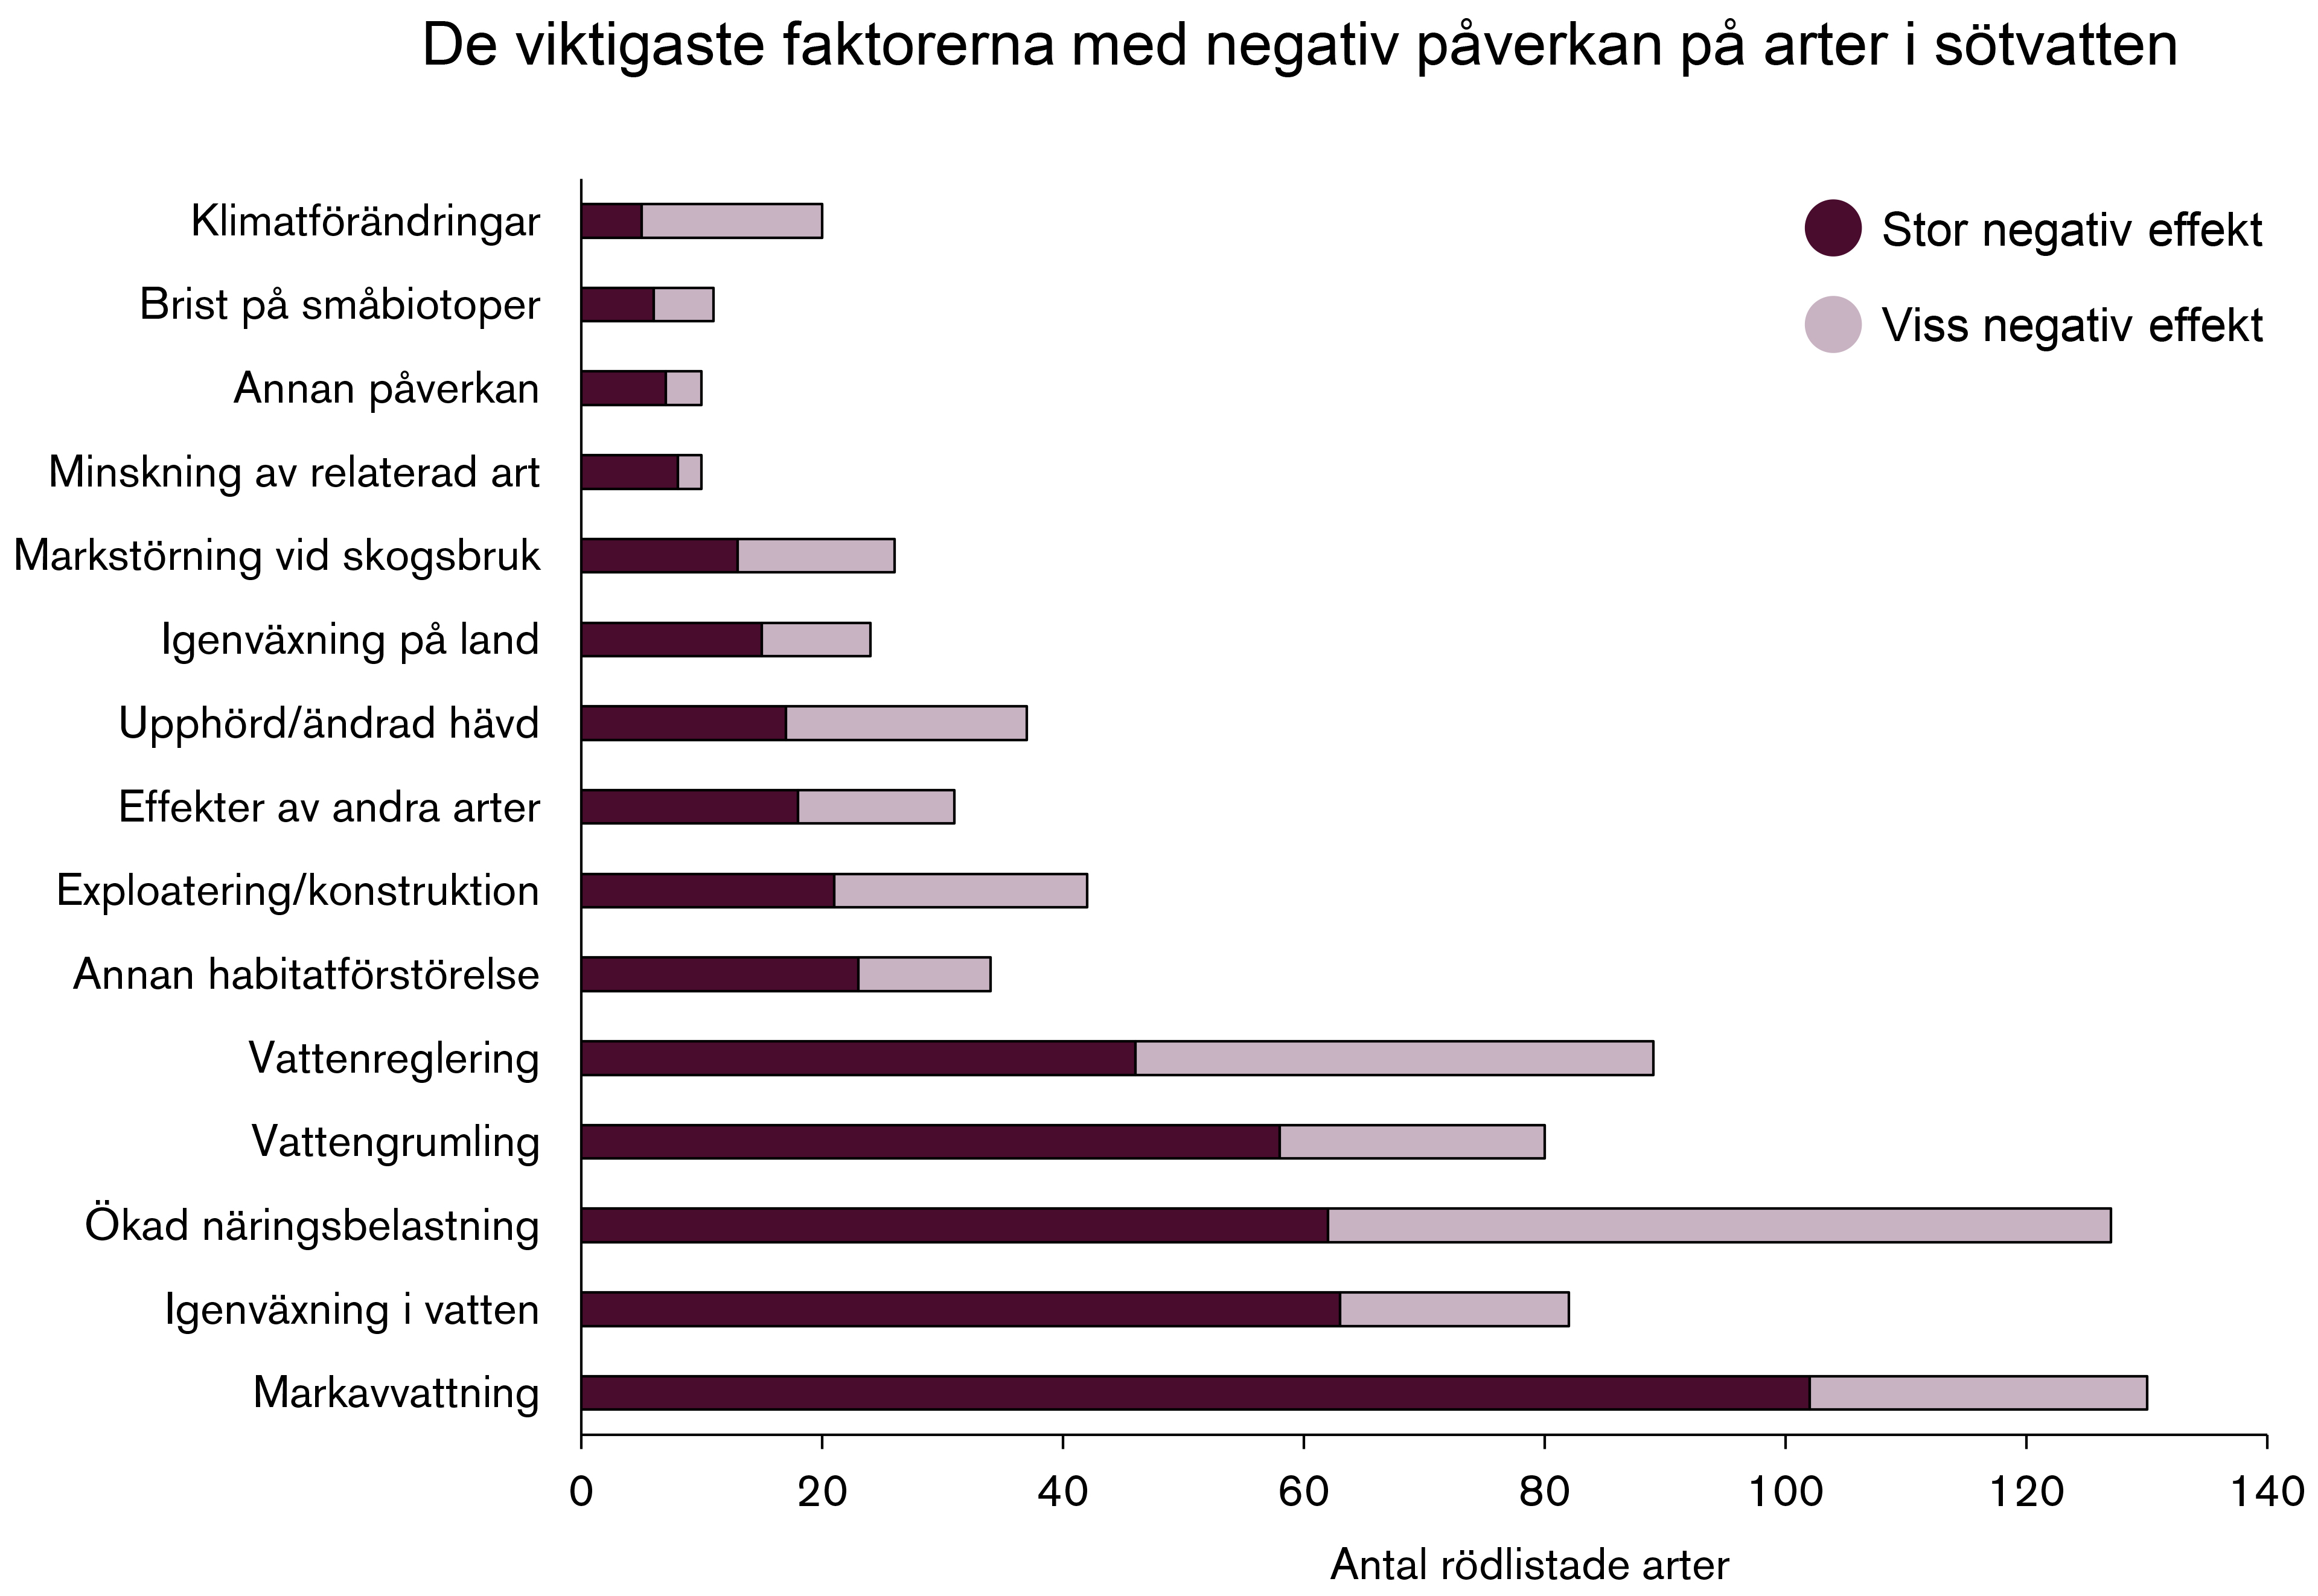 De viktigaste faktorerna med negativ påverkan på arter i sötvatten
Stor negativ effekt
Viss negativ effekt
Klimatförändringar
Brist på småbiotoper
Annan påverkan
Minskning av relaterad art
Markstörning vid skogsbruk
Igenväxning på land
Upphörd/ändrad hävd
Effekter av andra arter
Exploatering/konstruktion
Annan habitatförstörelse
Vattenreglering
Vattengrumling
Ökad näringsbelastning
Igenväxning i vatten
Markavvattning
0 20 40 60 80 100 120 140
Antal rödlistade arter